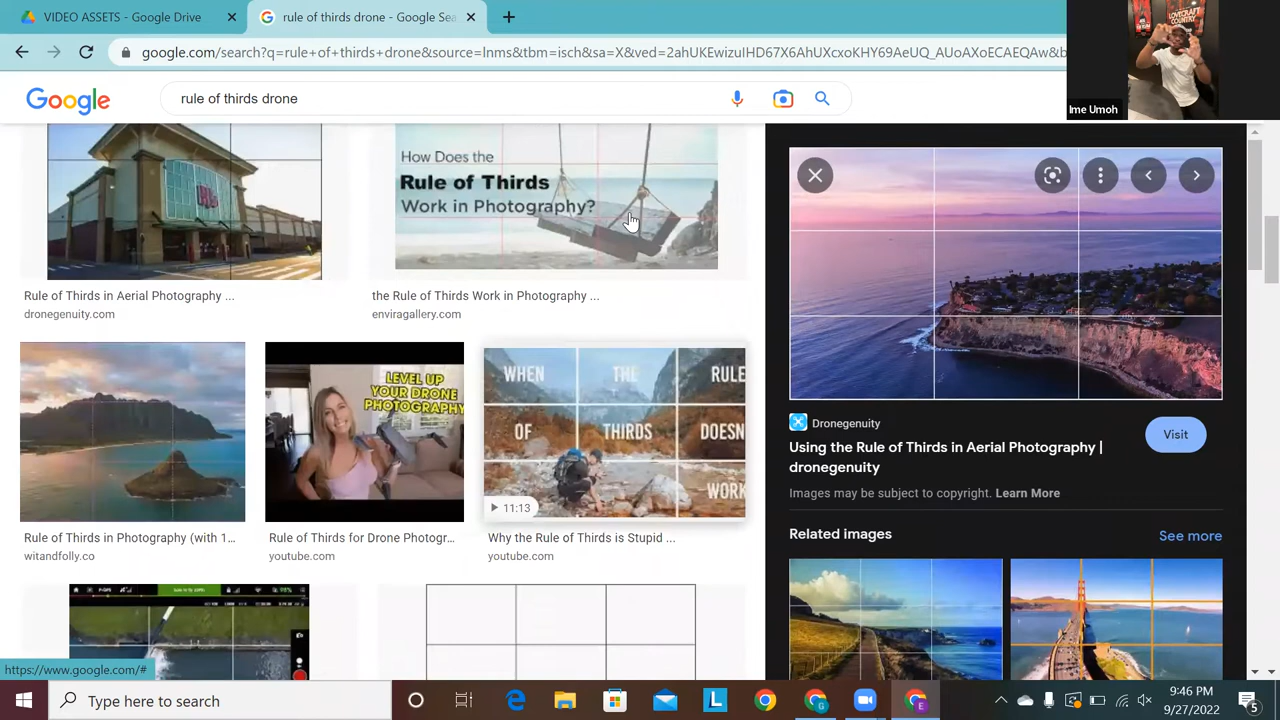 VIDEO ASSETS - Google Drive
rule of thirds drone - Google Sea
google.com/search?q=rule+of+thirds+drone&source=lnms&tbm=isch&sa=X&ved=2ahUKEwizuIHD67X6AhUXcxoKHY69AeUQ_AUoAXoECAEQAw&b
LOVECRAFT
COUNTRY
Ime Umoh
Google
rule of thirds drone
How Does the
Rule of Thirds
Work in Photography?
Rule of Thirds in Aerial Photography ...
dronegenuity.com
the Rule of Thirds Work in Photography ...
enviragallery.com
LEVEL UP
YOUR DRONE
PHOTOGRAPHY
WHEN THE RULE
OF THIRDS DOESN
WORK
11:13
Rule of Thirds in Photography (with 1...
witandfolly.co
Rule of Thirds for Drone Photogr...
youtube.com
Why the Rule of Thirds is Stupid ...
youtube.com
Dronegenuity
Using the Rule of Thirds in Aerial Photography |
dronegenuity
Visit
Images may be subject to copyright. Learn More
Related images
See more
https://www.google.com/#
Type here to search
L
G
E
9:46 PM
9/27/2022
5